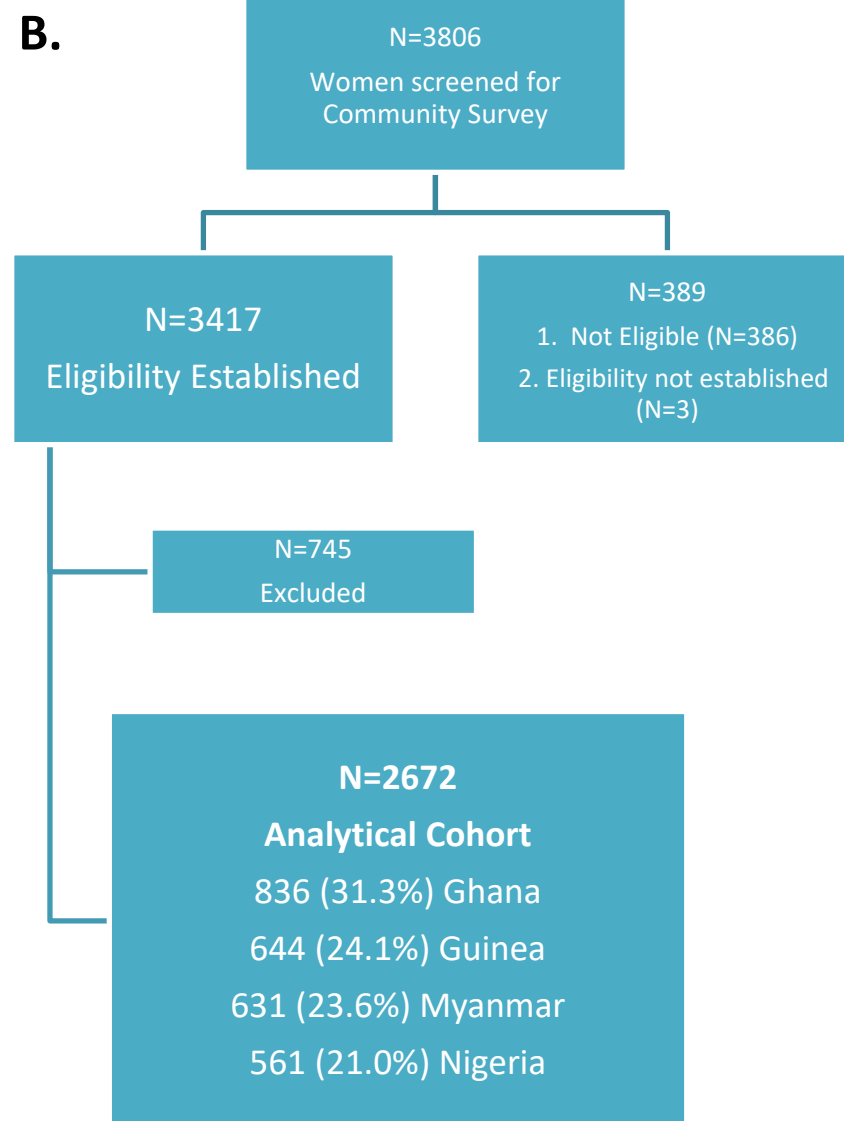 B.
N=3806
Women screened for
Community Survey
N=3417
Eligibility Established
N=389
1. Not Eligible (N=386)
2. Eligibility not established
(N=3)
N=745
Excluded
N=2672
Analytical Cohort
836 (31.3%) Ghana
644 (24.1%) Guinea
631 (23.6%) Myanmar
561 (21.0%) Nigeria